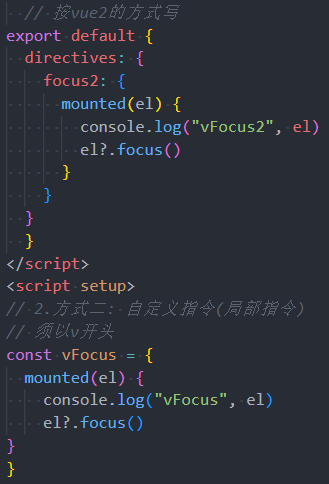 // 按vue2的方式写
export default {
directives: {
focus2: {
mounted(el) {
console.log("vFocus2", el)
el?.focus()
}
}
}
}
</script>
<script setup>
// 2.方式二: 自定义指令(局部指令)
// 须以v开头
const vFocus = {
mounted(el) {
console.log("vFocus", el)
el?.focus()
}
}